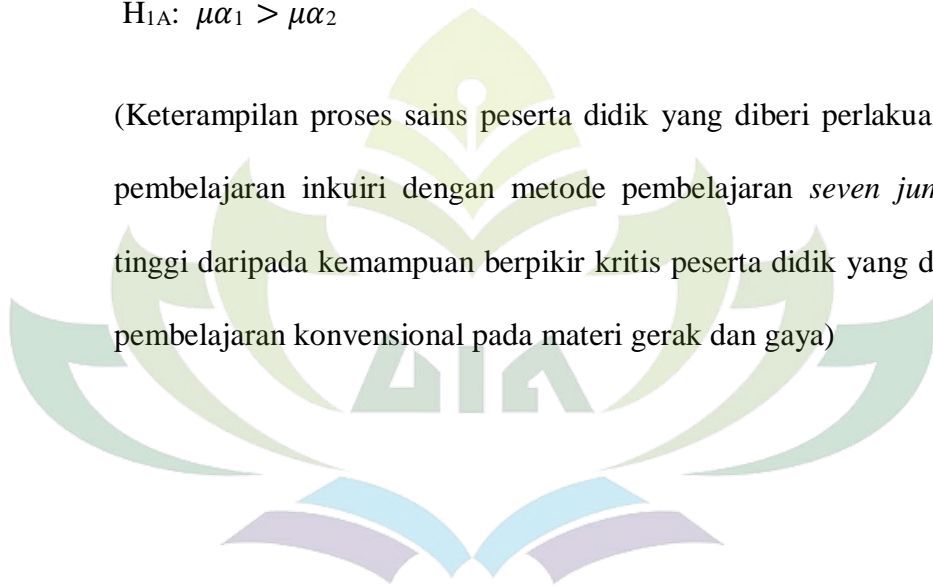 H1A: 𝜇𝛼1 > 𝜇𝛼2
(Keterampilan proses sains peserta didik yang diberi perlakua
pembelajaran inkuiri dengan metode pembelajaran seven jum
tinggi daripada kemampuan berpikir kritis peserta didik yang d
pembelajaran konvensional pada materi gerak dan gaya)